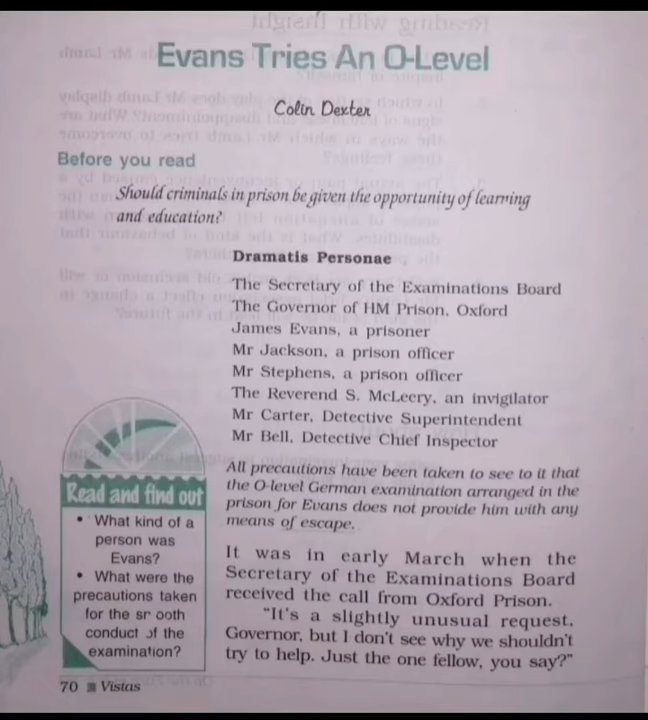 Evans Tries An O-Level
Colin Dexter
Before you read
Should criminals in prison be given the opportunity of learning
and education?
Dramatis Personae
The Secretary of the Examinations Board
The Governor of HM Prison, Oxford
James Evans, a prisoner
Mr Jackson, a prison officer
Mr Stephens, a prison officer
The Reverend S. McLeery, an invigilator
Mr Carter, Detective Superintendent
Mr Bell, Detective Chief Inspector
All precautions have been taken to see to it that
the O-level German examination arranged in the
prison for Evans does not provide him with any
means of escape.
Read and find out
• What kind of a
person was
Evans?
• What were the
precautions taken
for the smooth
conduct of the
examination?
It was in early March when the
Secretary of the Examinations Board
received the call from Oxford Prison.
"It's a slightly unusual request,
Governor, but I don't see why we shouldn't
try to help. Just the one fellow, you say?"
70 Vistas